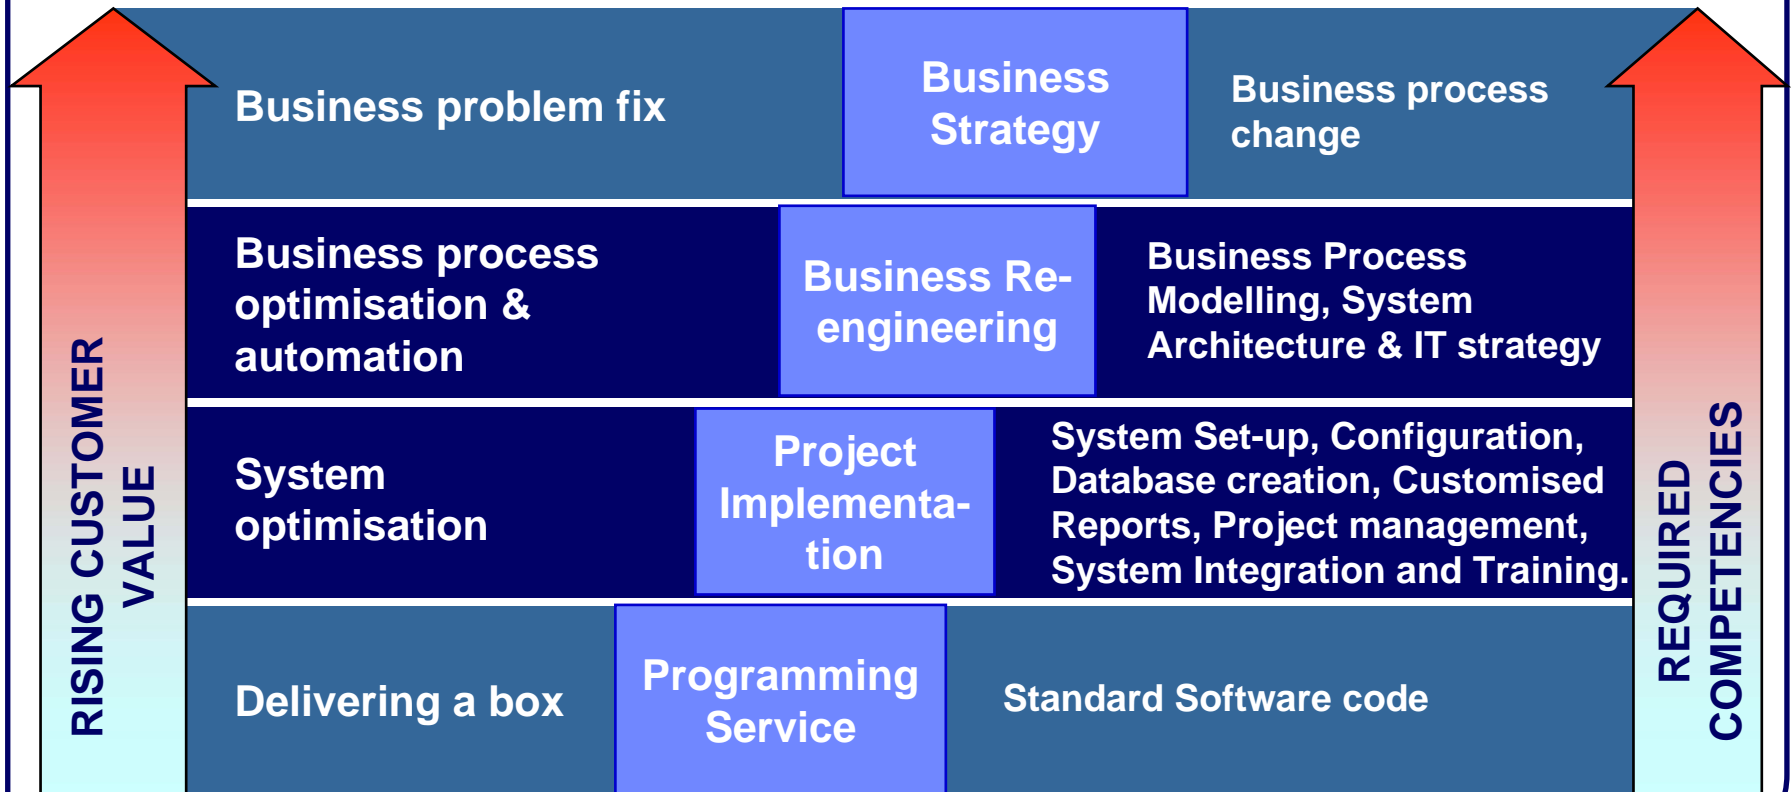 Business problem fix
Business
Strategy
Business process
change
Business process
optimisation &
automation
Business Re-
engineering
Business Process
Modelling, System
Architecture & IT strategy
System
optimisation
Project
Implementa-
tion
System Set-up, Configuration,
Database creation, Customised
Reports, Project management,
System Integration and Training.
Delivering a box
Programming
Service
Standard Software code
RISING CUSTOMER
VALUE
REQUIRED
COMPETENCIES